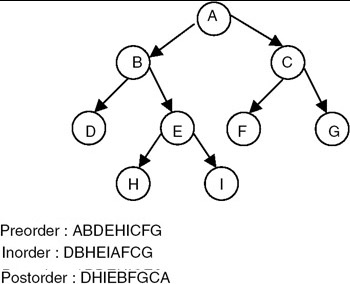 A
B
C
D
E
F
G
H
I
Preorder : ABDEHICFG
Inorder : DBHEIAFCG
Postorder : DHIEBFGCA